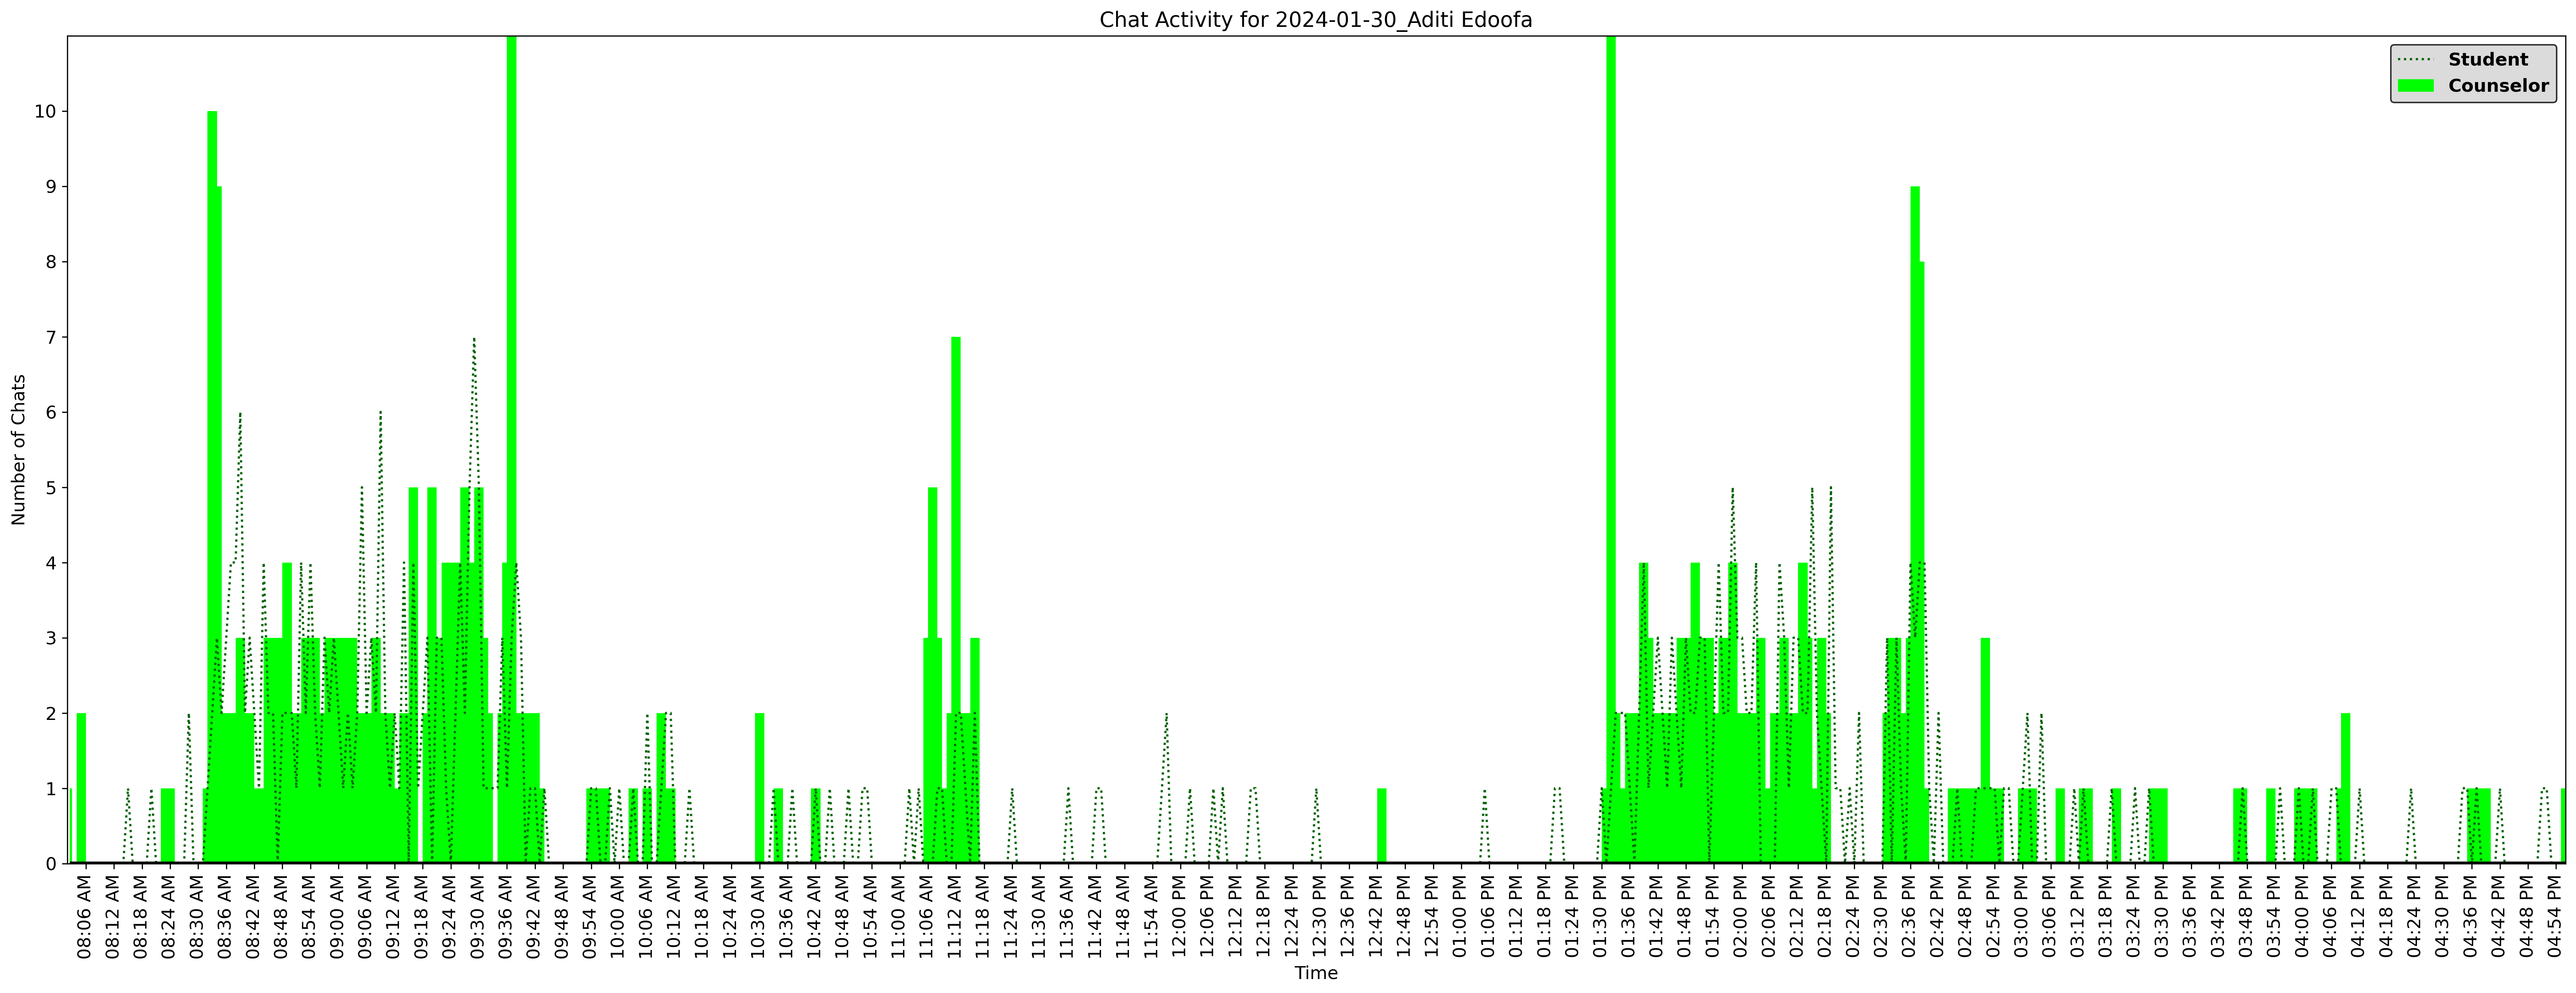 Chat Activity for 2024-01-30_Aditi Edoofa
Student
Counselor
Number of Chats
10
9
8
7
6
5
4
3
2
1
0
08:06 AM
08:12 AM
08:18 AM
08:24 AM
08:30 AM
08:36 AM
08:42 AM
08:48 AM
08:54 AM
09:00 AM
09:06 AM
09:12 AM
09:18 AM
09:24 AM
09:30 AM
09:36 AM
09:42 AM
09:48 AM
09:54 AM
10:00 AM
10:06 AM
10:12 AM
10:18 AM
10:24 AM
10:30 AM
10:36 AM
10:42 AM
10:48 AM
10:54 AM
11:00 AM
11:06 AM
11:12 AM
11:18 AM
11:24 AM
11:30 AM
11:36 AM
11:42 AM
11:48 AM
11:54 AM
12:00 PM
12:06 PM
12:12 PM
12:18 PM
12:24 PM
12:30 PM
12:36 PM
12:42 PM
12:48 PM
12:54 PM
01:00 PM
01:06 PM
01:12 PM
01:18 PM
01:24 PM
01:30 PM
01:36 PM
01:42 PM
01:48 PM
01:54 PM
02:00 PM
02:06 PM
02:12 PM
02:18 PM
02:24 PM
02:30 PM
02:36 PM
02:42 PM
02:48 PM
02:54 PM
03:00 PM
03:06 PM
03:12 PM
03:18 PM
03:24 PM
03:30 PM
03:36 PM
03:42 PM
03:48 PM
03:54 PM
04:00 PM
04:06 PM
04:12 PM
04:18 PM
04:24 PM
04:30 PM
04:36 PM
04:42 PM
04:48 PM
04:54 PM
Time